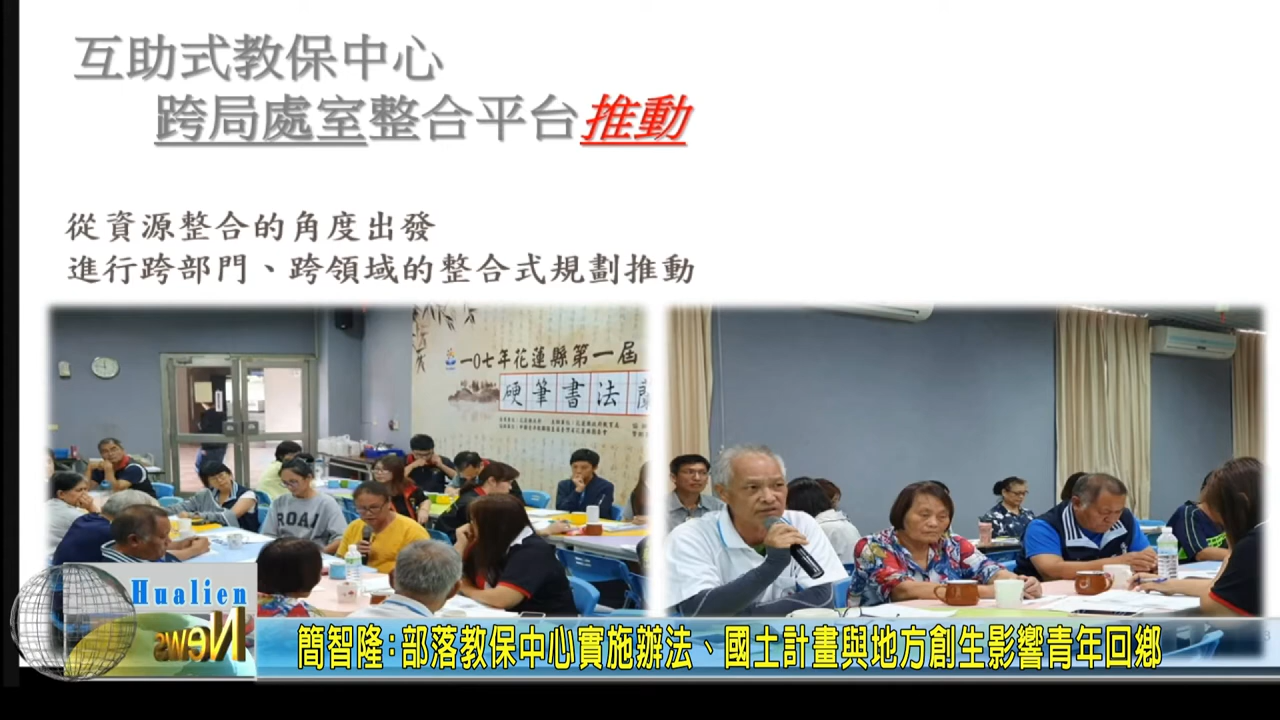 互助式教保中心
跨局處室整合平台推動
從資源整合的角度出發
進行跨部門、跨領域的整合式規劃推動
一0七年花蓮縣第一屆
硬筆書法
ROAD
Hualien
News
簡智隆:部落教保中心實施辦法、國土計畫與地方創生影響青年回鄉